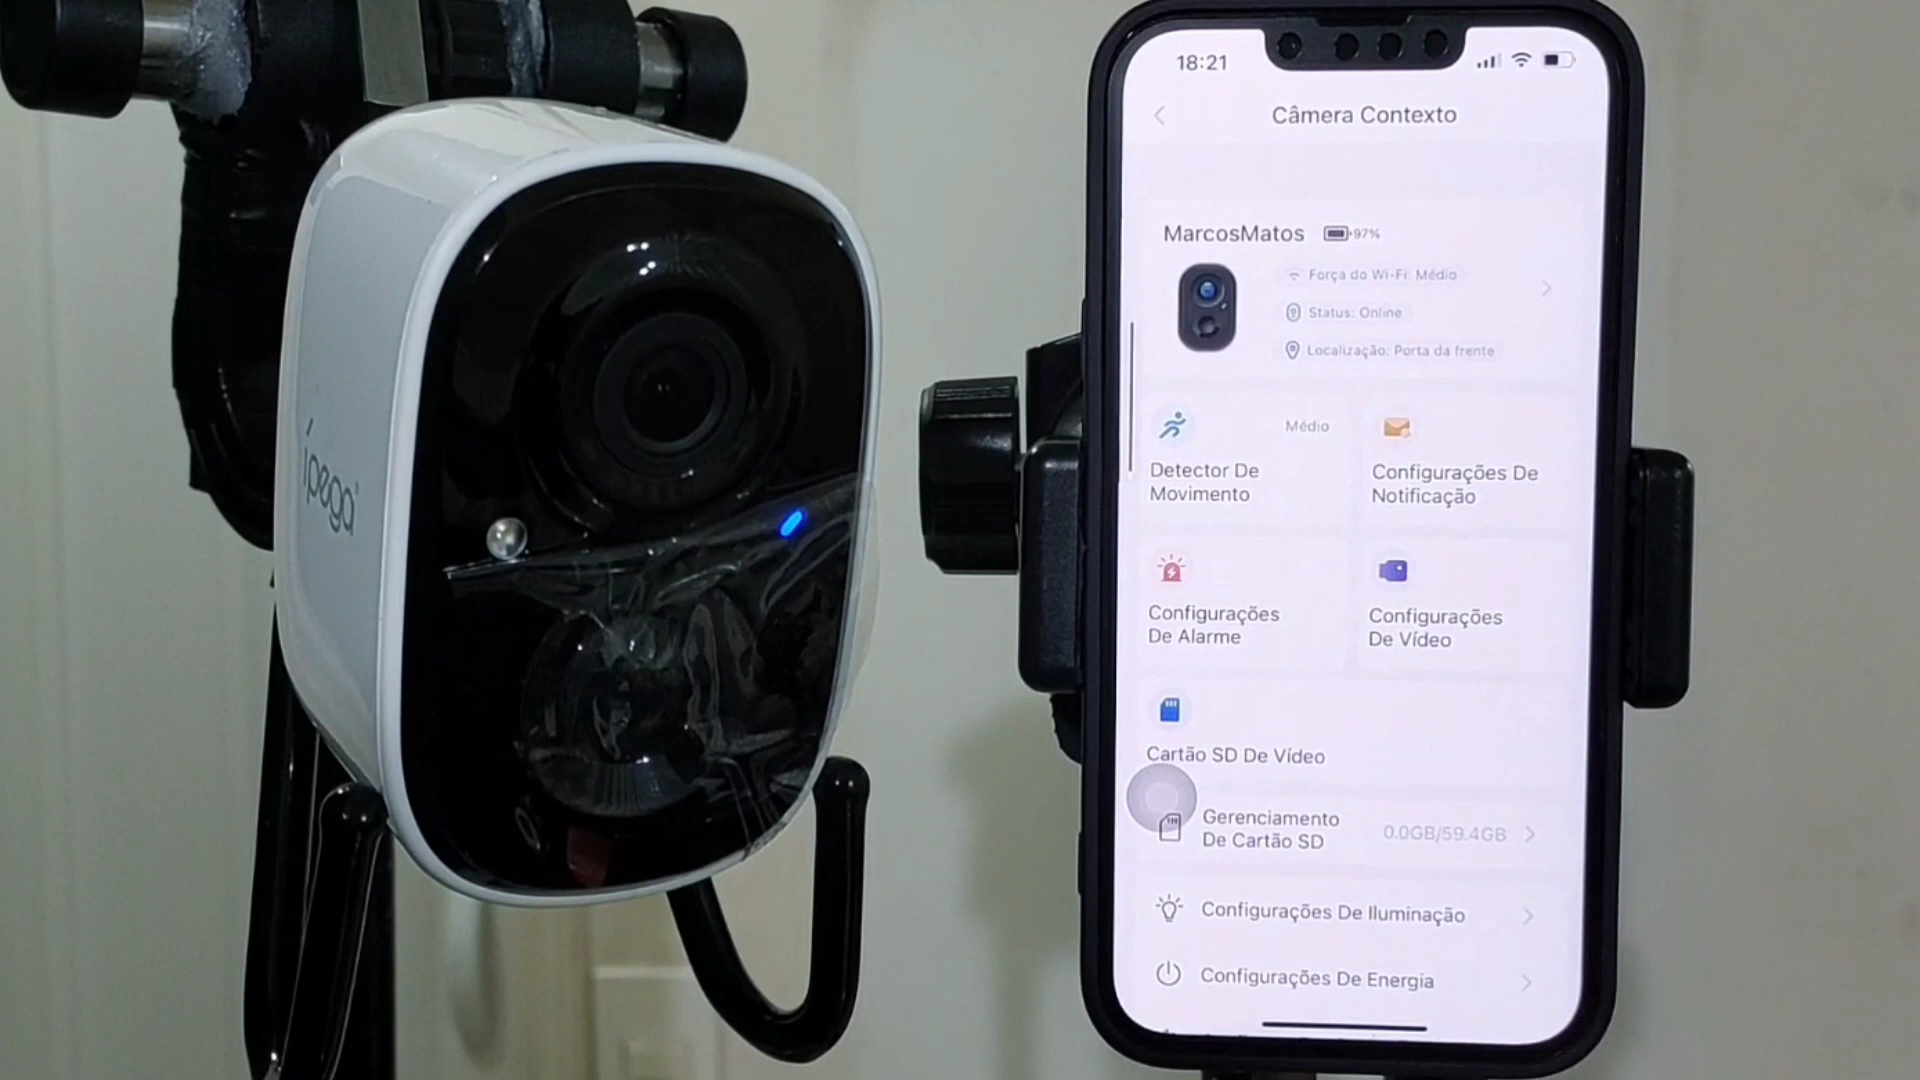 ípega
18:21
Câmera Contexto
MarcosMatos 97%
Força do Wi-Fi: Médio
Status: Online
Localização: Porta da frente
Médio
Detector De
Movimento
Configurações De
Notificação
Configurações
De Alarme
Configurações
De Vídeo
Cartão SD De Vídeo
Gerenciamento
De Cartão SD
0.0GB/59.4GB
Configurações De Iluminação
Configurações De Energia